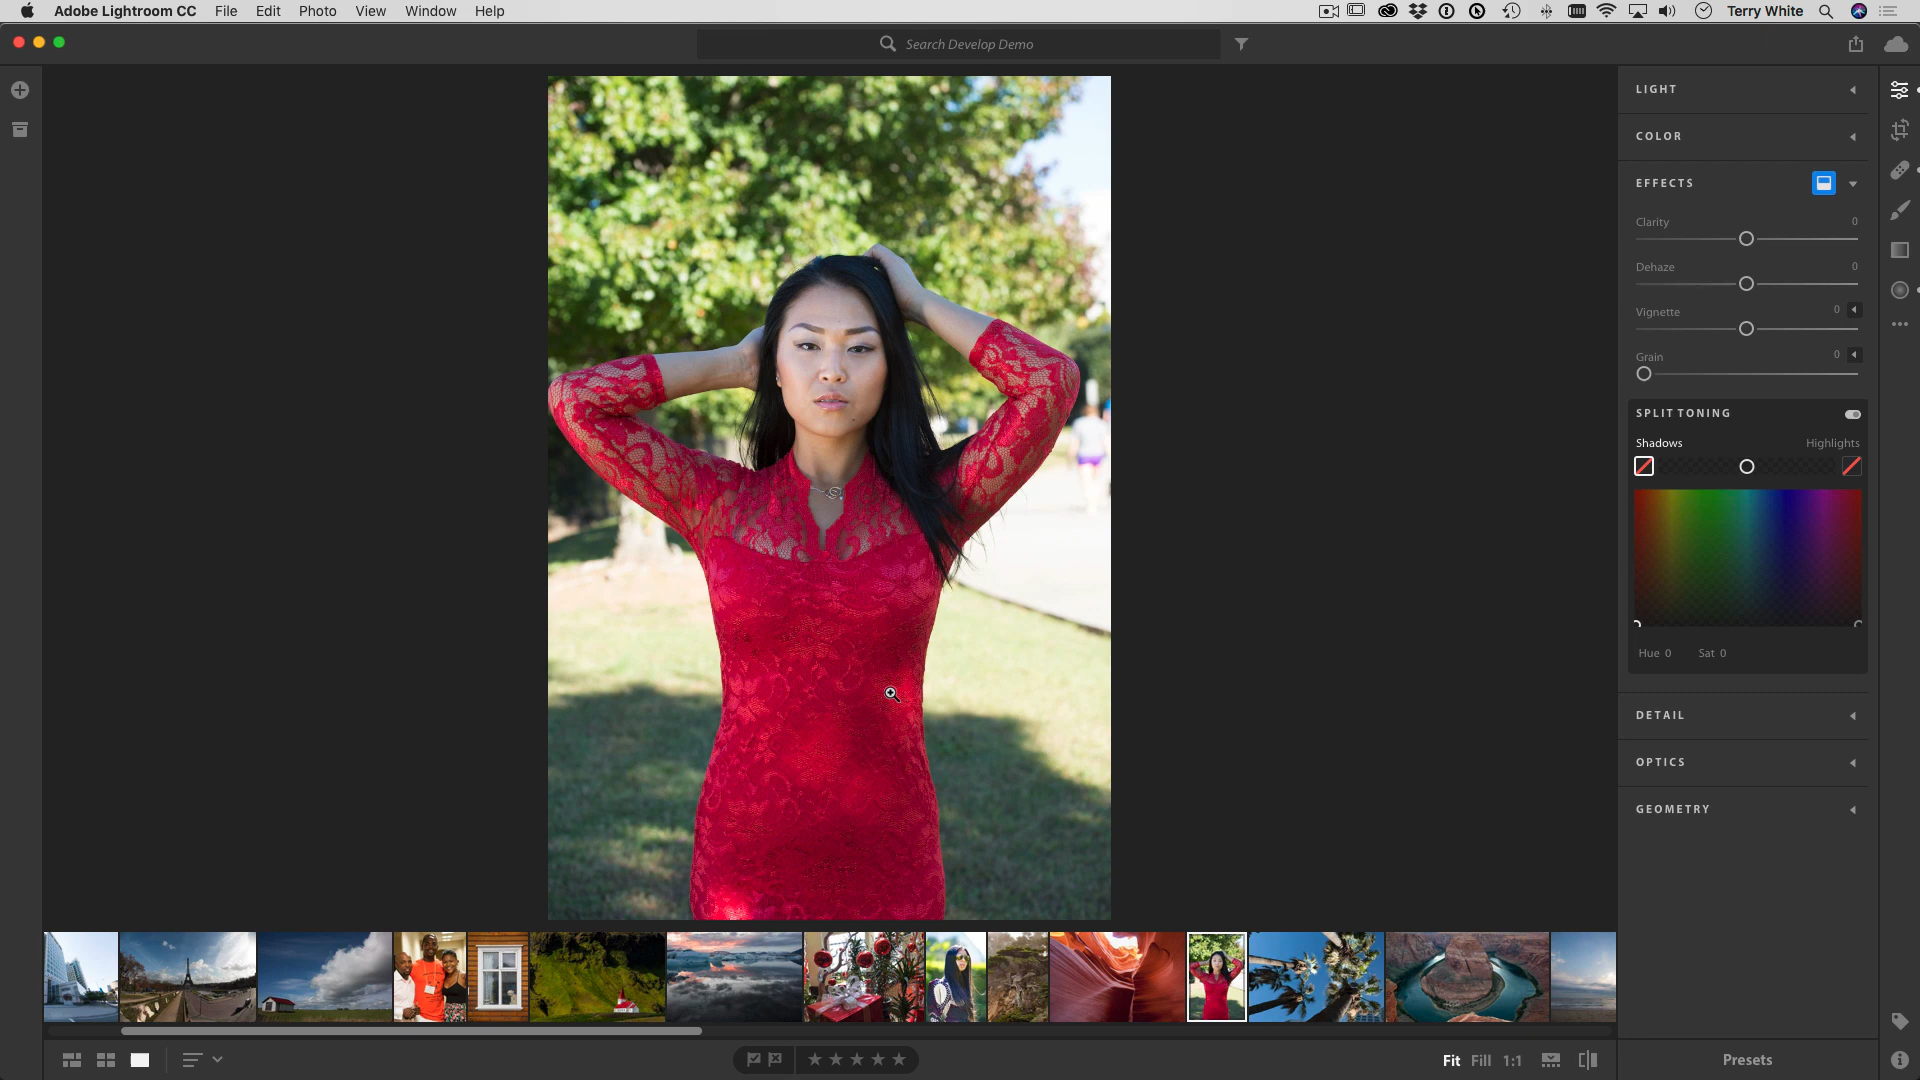 Adobe Lightroom CC File Edit Photo View Window Help Terry White
Search Develop Demo
LIGHT
COLOR
EFFECTS
Clarity 0
Dehaze 0
Vignette 0
Grain 0
SPLIT TONING
Shadows Highlights
Hue 0 Sat 0
DETAIL
OPTICS
GEOMETRY
Fit Fill 1:1 Presets